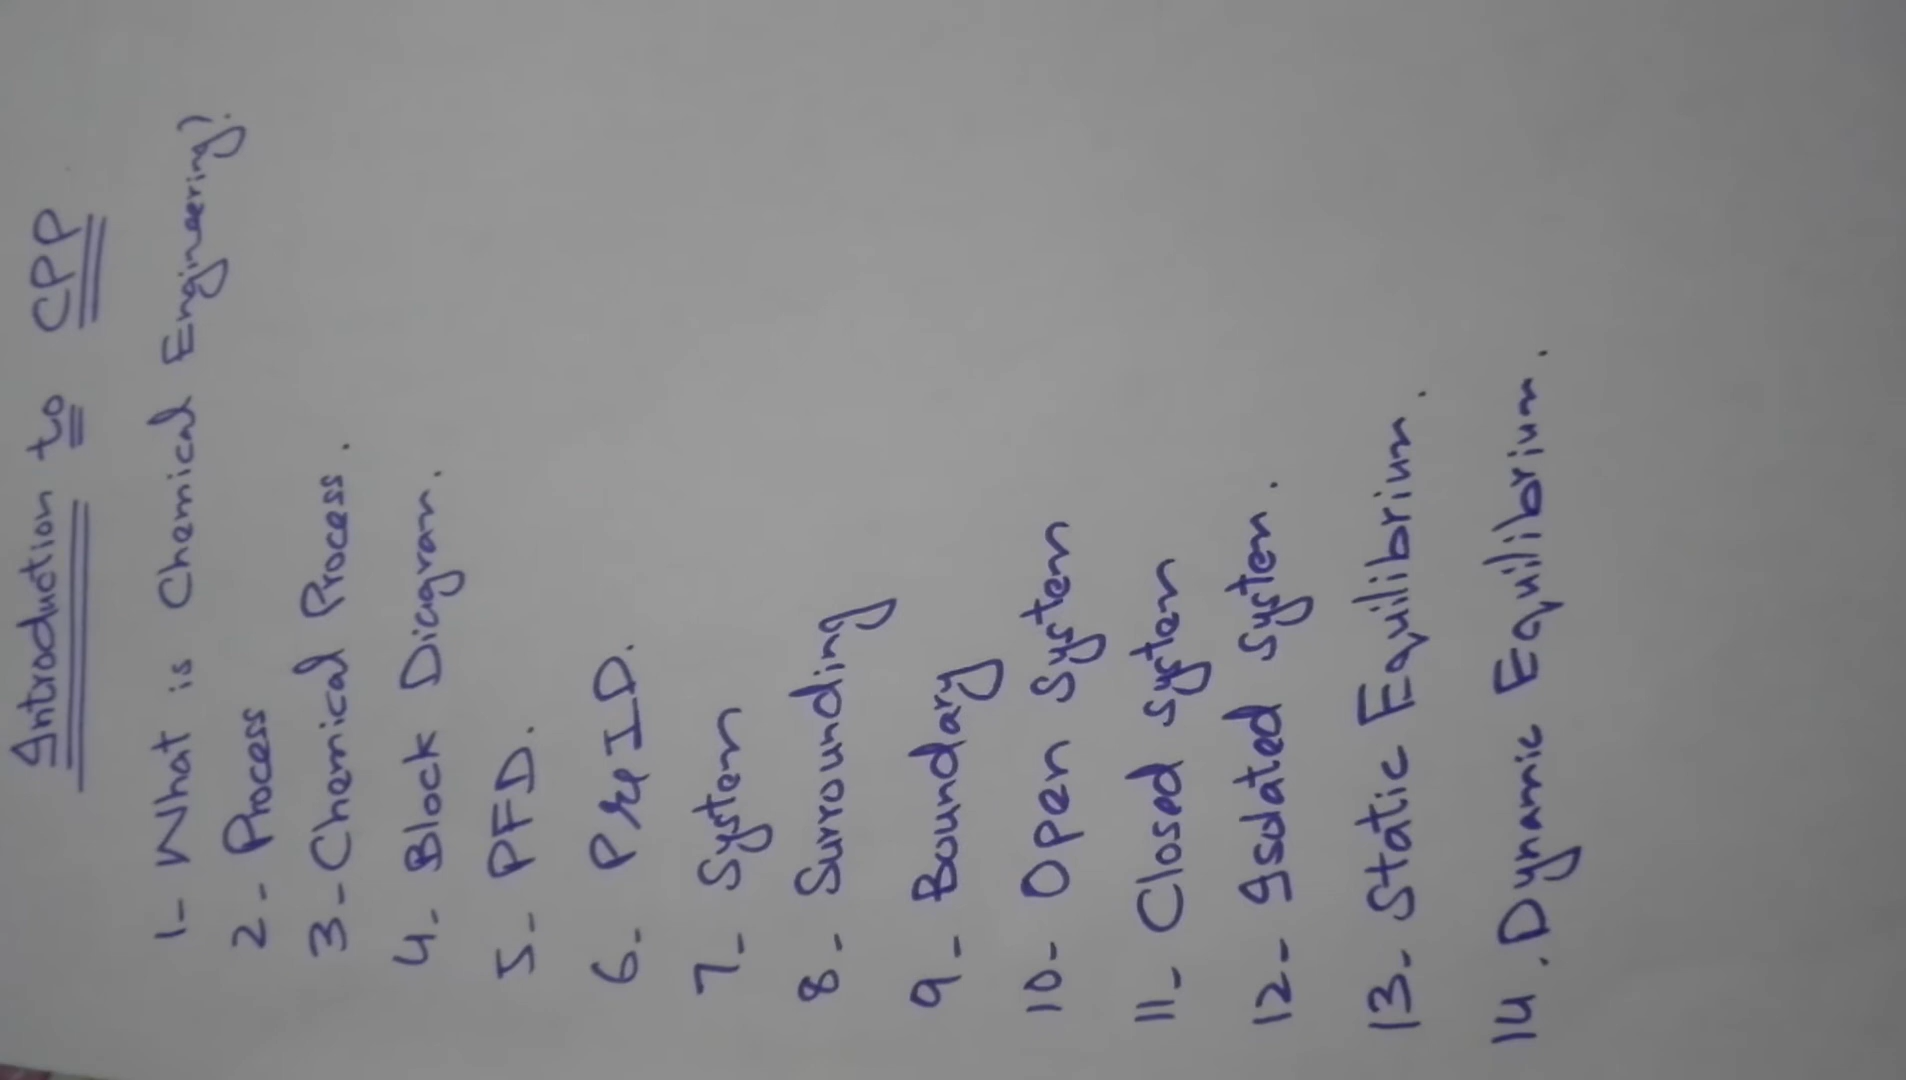 Introduction to CPP
1- What is Chemical Engineering?
2- Process
3- Chemical Process.
4- Block Diagram.
5- PFD.
6- P & ID.
7- System
8- Surrounding
9- Boundary
10- Open System
11- Closed system
12- Isolated system.
13- Static Equilibrium.
14. Dynamic Equilibrium.